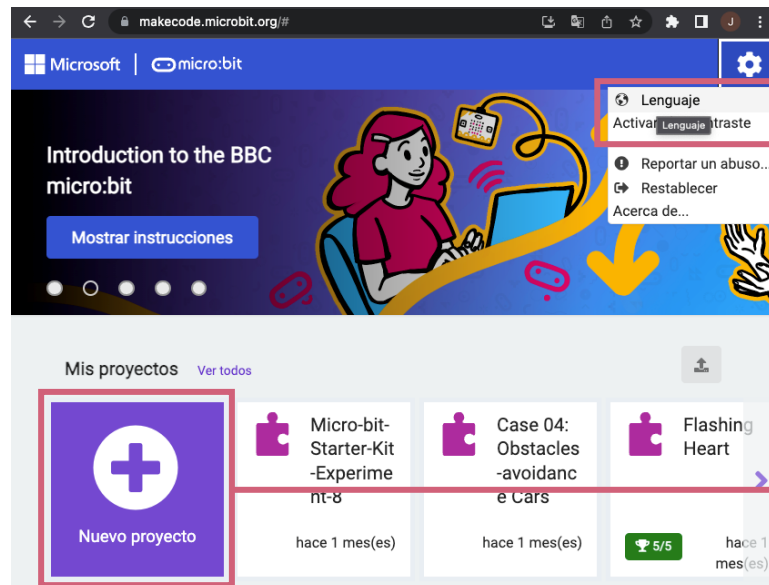 makecode.microbit.org/#
J
Microsoft micro:bit
Lenguaje
Activar Lenguaje ntraste
Reportar un abuso...
Restablecer
Acerca de...
Introduction to the BBC
micro:bit
Mostrar instrucciones
Mis proyectos Ver todos
Nuevo proyecto
Micro-bit-
Starter-Kit
-Experime
nt-8
hace 1 mes(es)
Case 04:
Obstacles
-avoidanc
e Cars
hace 1 mes(es)
Flashing
Heart
5/5
hace 1
mes(es)